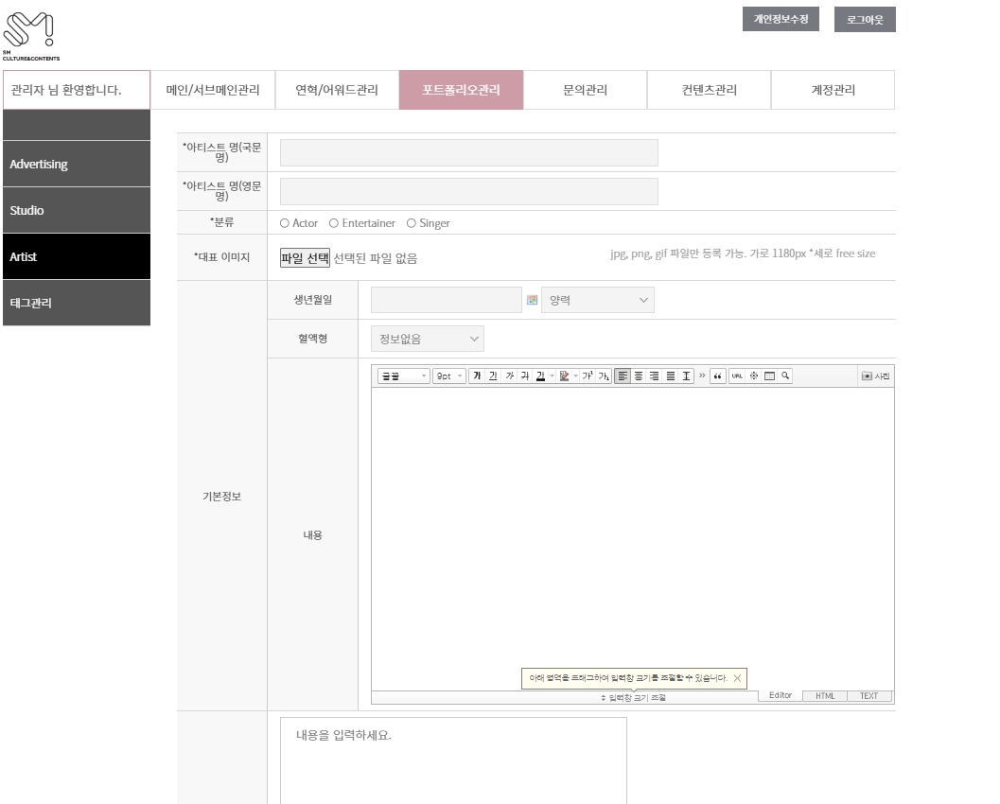 개인정보수정 로그아웃
SM
CULTURE&CONTENTS
관리자 님 환영합니다. 메인/서브메인관리 연혁/어워드관리 포트폴리오관리 문의관리 컨텐츠관리 계정관리
Advertising
Studio
Artist
태그관리
*아티스트 명(국문
명)
*아티스트 명(영문
명)
*분류 Actor Entertainer Singer
*대표 이미지 파일 선택 선택된 파일 없음 jpg, png, gif 파일만 등록 가능. 가로 1180px *세로 free size
기본정보
생년월일 양력
혈액형 정보없음
내용
글꼴 9pt 가 가 가 가 가 가¹ 가₁ URL 사진
아래 영역을 드래그하여 입력창 크기를 조절할 수 있습니다.
입력창 크기 조절 Editor HTML TEXT
내용을 입력하세요.